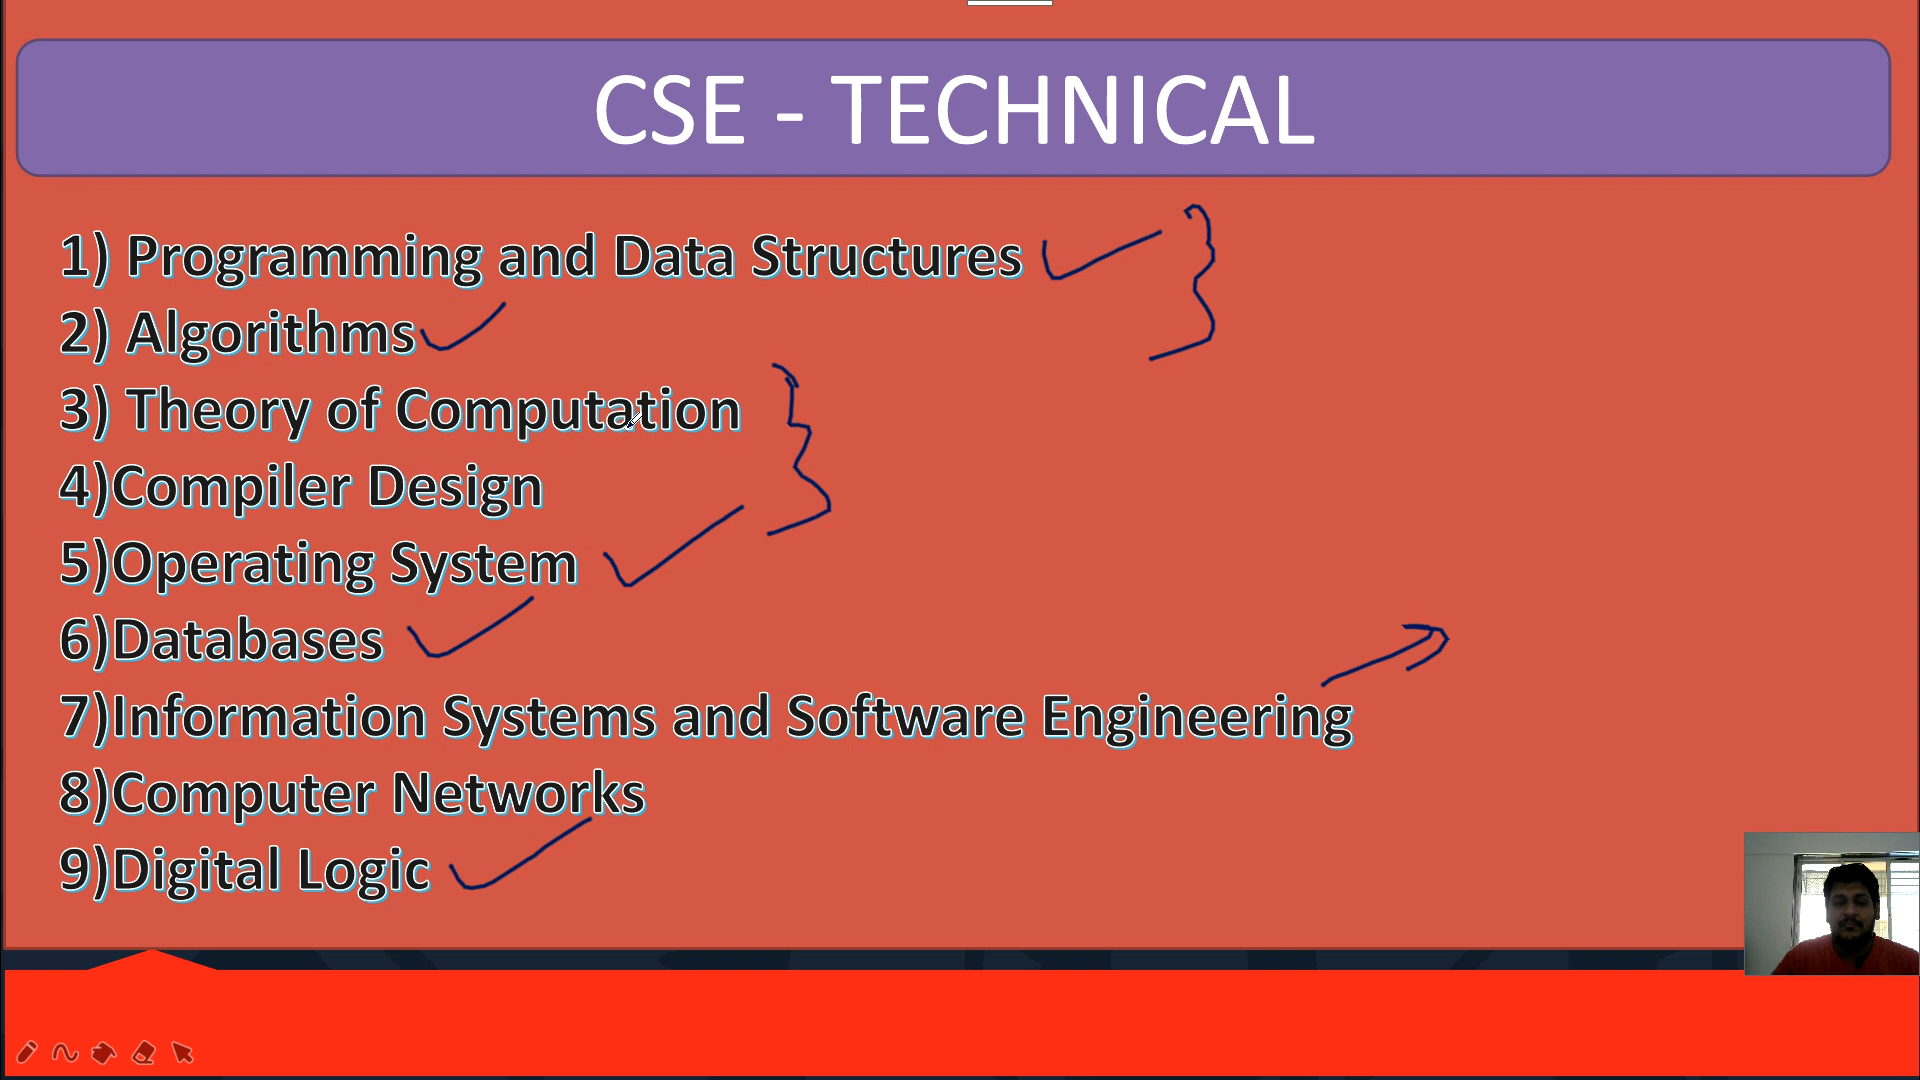 CSE - TECHNICAL
1) Programming and Data Structures
2) Algorithms
3) Theory of Computation
4)Compiler Design
5)Operating System
6)Databases
7)Information Systems and Software Engineering
8)Computer Networks
9)Digital Logic